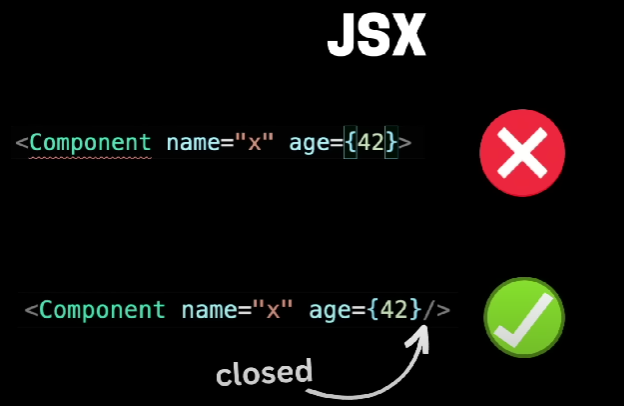 JSX
<Component name="x" age={42}>
<Component name="x" age={42}/>
closed